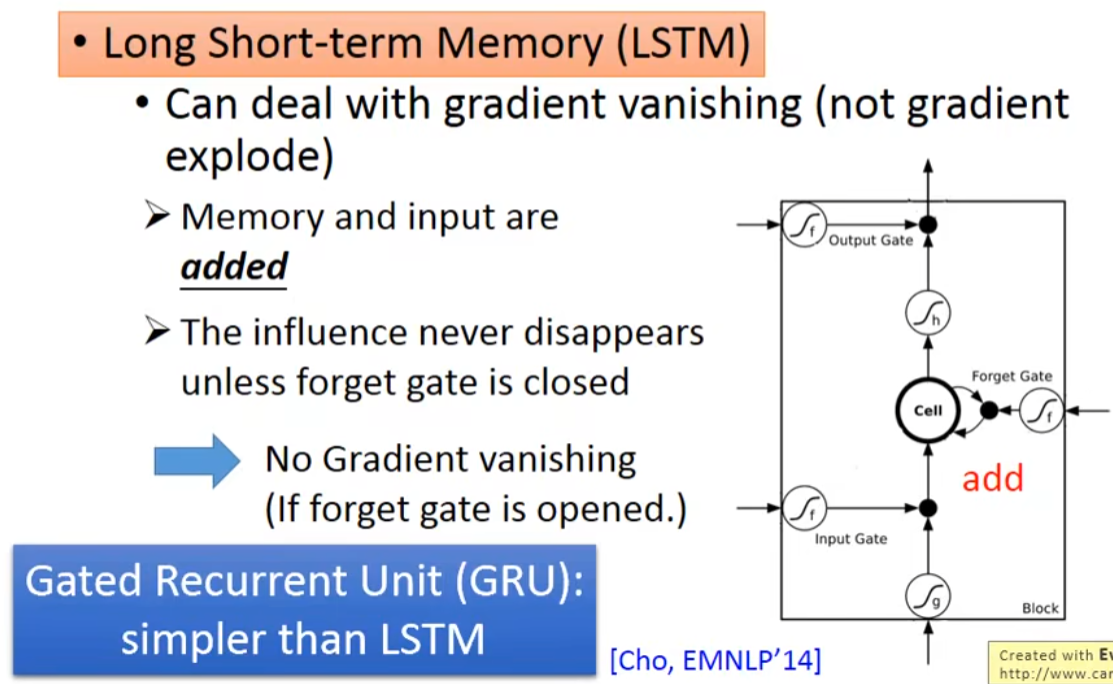 • Long Short-term Memory (LSTM)
• Can deal with gradient vanishing (not gradient
explode)
➢ Memory and input are
added
➢ The influence never disappears
unless forget gate is closed
No Gradient vanishing
(If forget gate is opened.)
Gated Recurrent Unit (GRU):
simpler than LSTM
[Cho, EMNLP'14]
f
Output Gate
h
Forget Gate
Cell
f
add
f
Input Gate
g
Block
Created with Ev
http://www.car